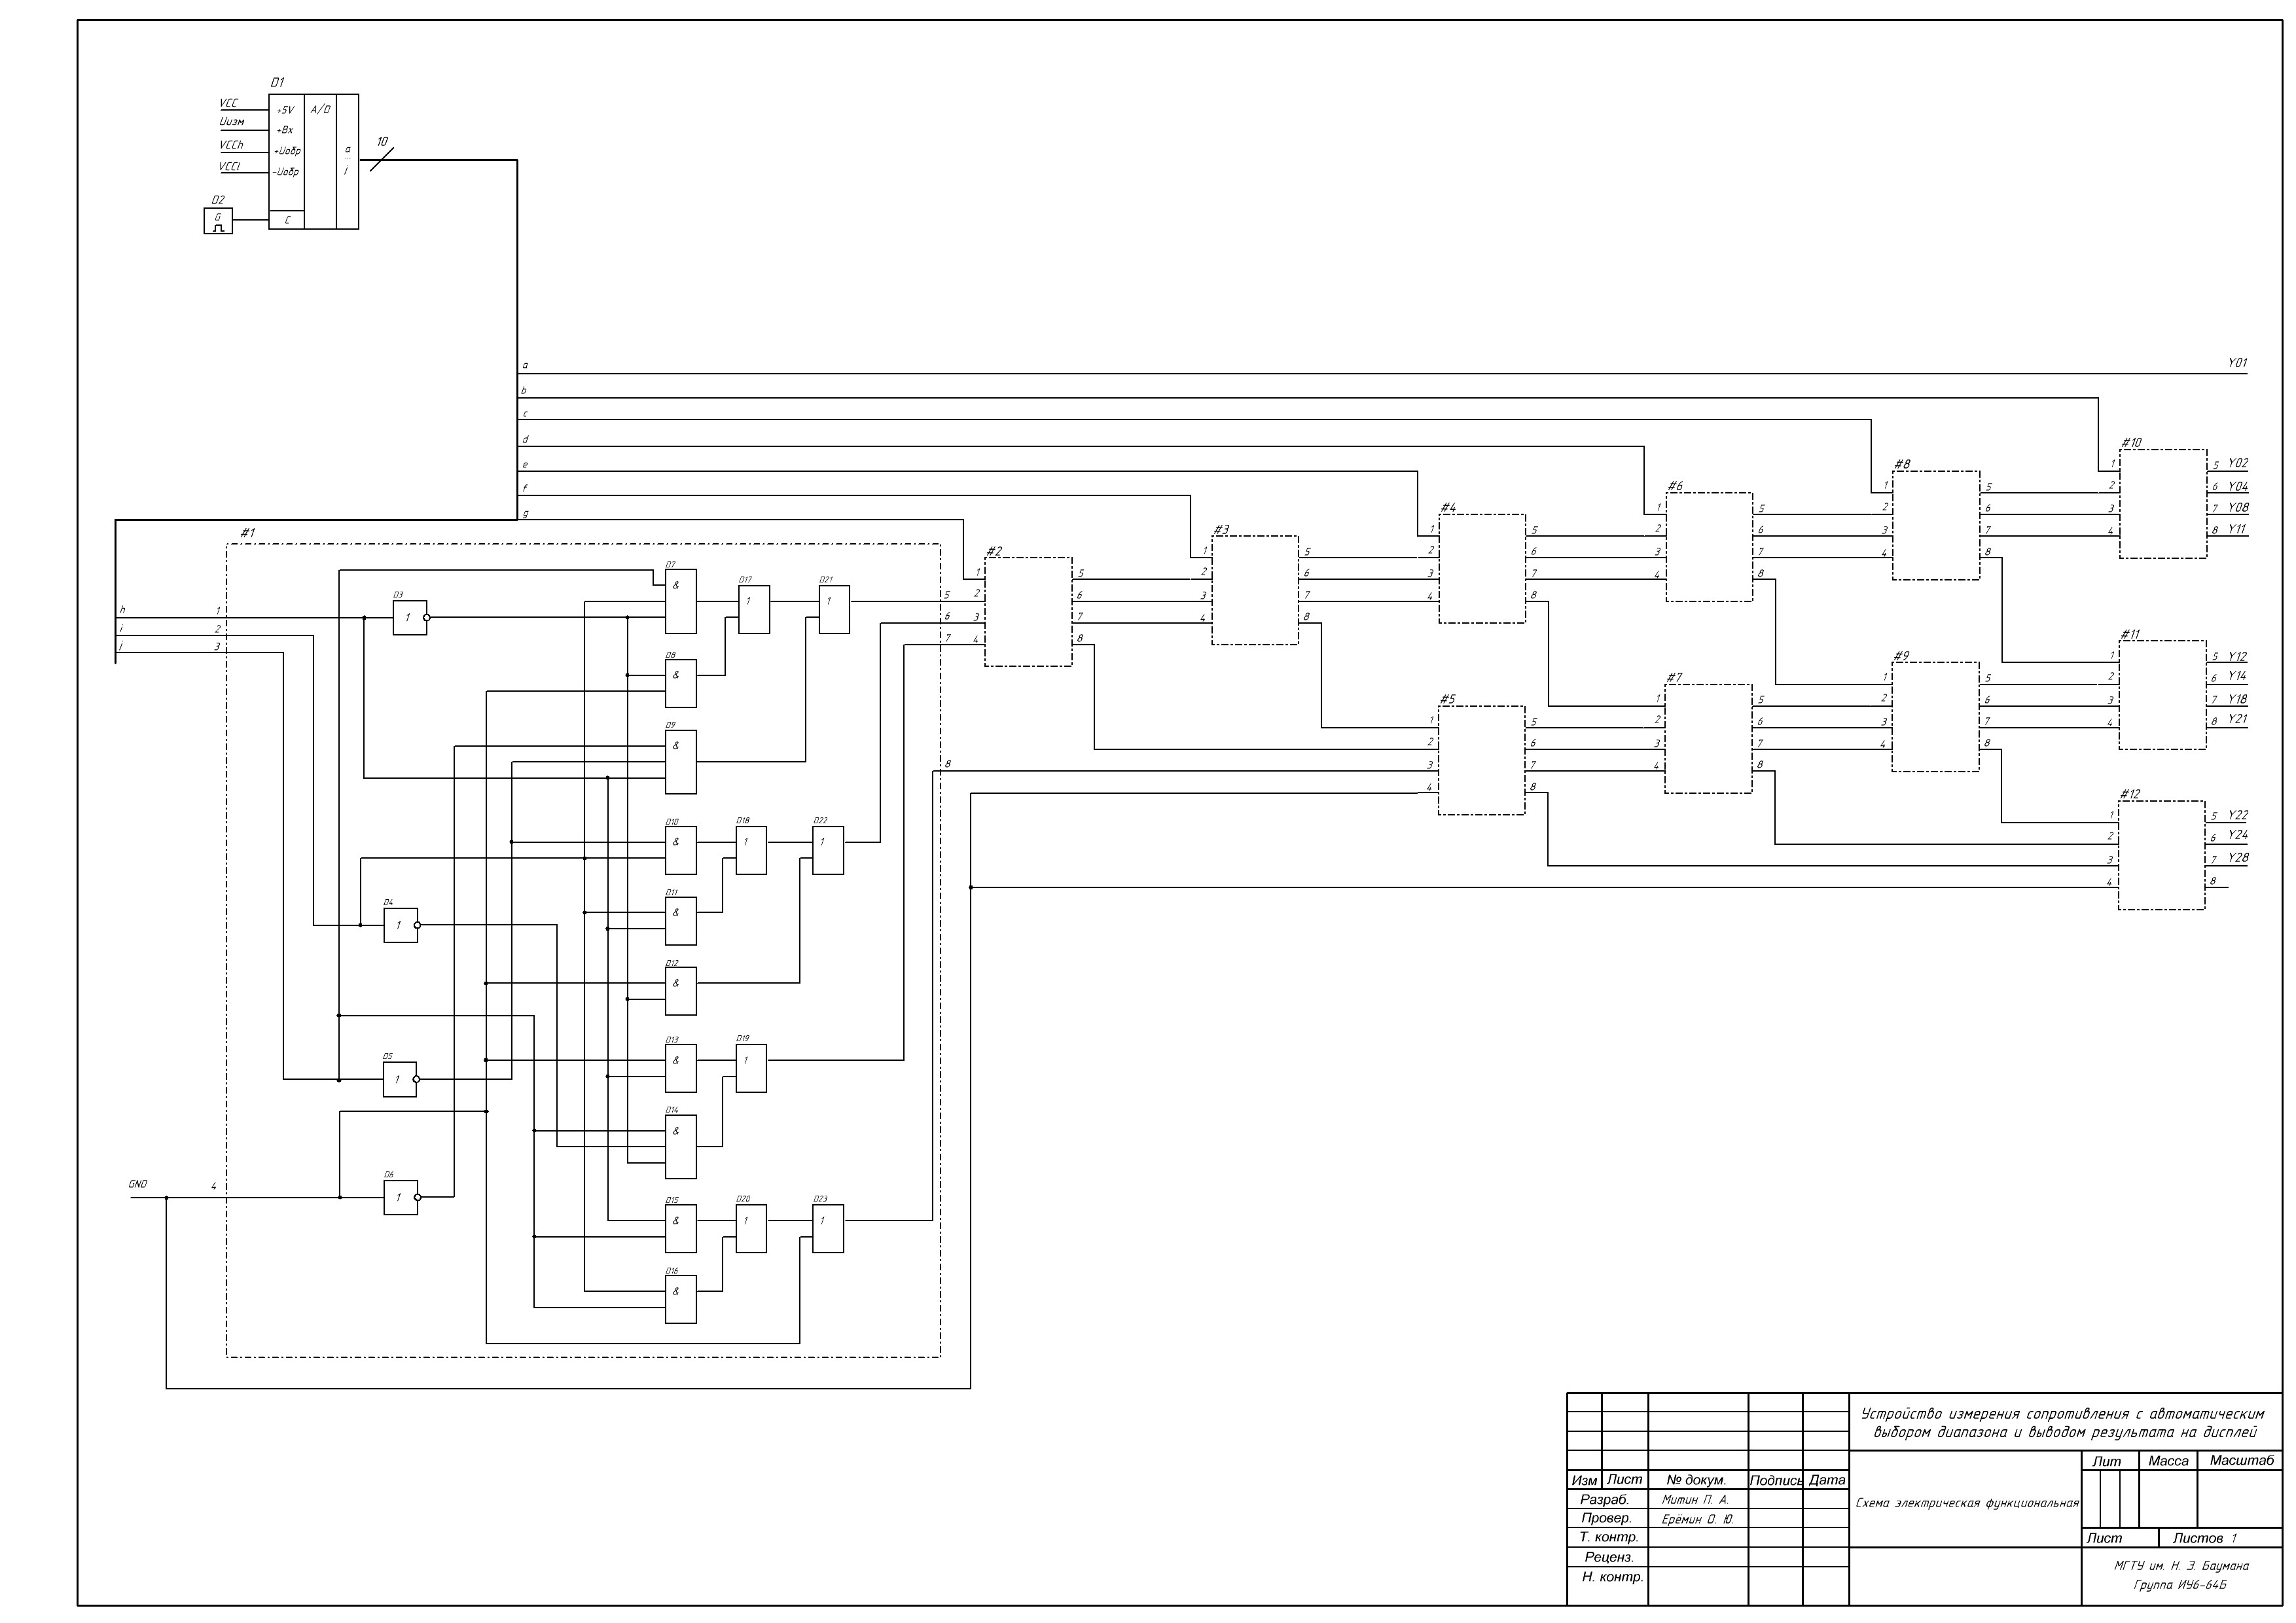 D1
VCC
+5V
A/D
Uизм
+Вх
10
VCCh
+Uобр
a
...
j
VCCl
-Uобр
D2
G
C
a
Y01
b
c
d
#10
e
1
5
Y02
#8
f
1
2
6
Y04
#6
g
#1
1
2
5
3
7
Y08
#4
1
2
5
3
6
4
8
Y11
#3
1
2
5
3
6
4
7
8
#2
1
2
5
3
6
4
7
8
1
5
2
6
3
7
4
8
D7
&
D17
1
D21
1
D3
1
h
1
i
2
j
3
5
6
7
D8
&
#11
1
5
Y12
#9
1
5
2
6
Y14
#7
1
5
2
6
3
7
Y18
#5
1
5
2
6
3
7
4
8
Y21
2
6
3
7
4
8
3
7
4
8
4
8
D9
&
8
#12
1
5
Y22
2
6
Y24
3
7
Y28
4
8
D10
&
D18
1
D22
1
D11
&
D4
1
D12
&
D13
&
D19
1
D5
1
D14
&
GND
4
D6
1
D15
&
D20
1
D23
1
D16
&
Устройство измерения сопротивления с автоматическим
выбором диапазона и выводом результата на дисплей
Лит
Масса
Масштаб
Изм
Лист
№ докум.
Подпись
Дата
Разраб.
Митин П. А.
Схема электрическая функциональная
Провер.
Ерёмин О. Ю.
Т. контр.
Лист
Листов 1
Реценз.
Н. контр.
МГТУ им. Н. Э. Баумана
Группа ИУ6-64Б